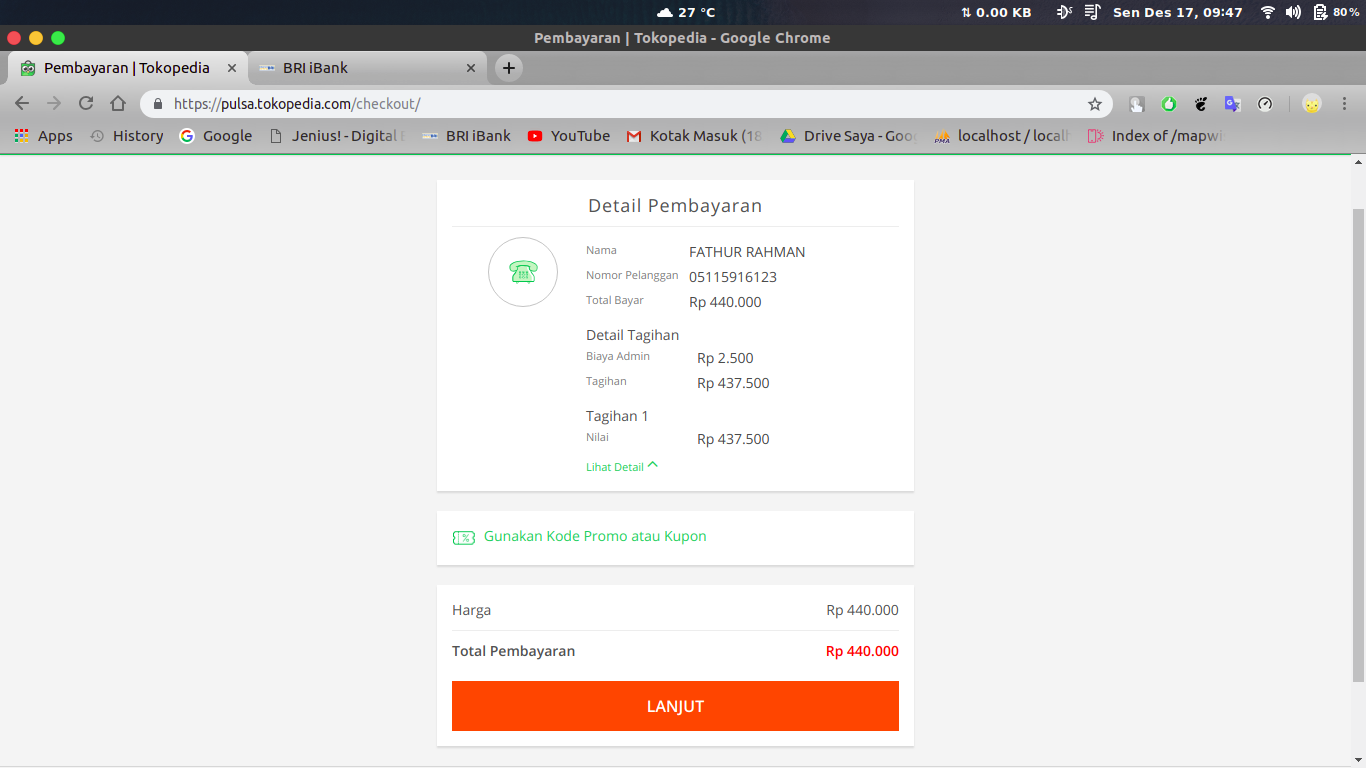 27 °C
0.00 KB
Sen Des 17, 09:47
80%
Pembayaran | Tokopedia - Google Chrome
Pembayaran | Tokopedia
BRI iBank
https://pulsa.tokopedia.com/checkout/
Apps
History
Google
Jenius! - Digital
BRI iBank
YouTube
Kotak Masuk (18
Drive Saya - Goo
PMA
localhost / localh
Index of /mapwi
Detail Pembayaran
Nama FATHUR RAHMAN
Nomor Pelanggan 05115916123
Total Bayar Rp 440.000
Detail Tagihan
Biaya Admin Rp 2.500
Tagihan Rp 437.500
Tagihan 1
Nilai Rp 437.500
Lihat Detail
Gunakan Kode Promo atau Kupon
Harga Rp 440.000
Total Pembayaran Rp 440.000
LANJUT